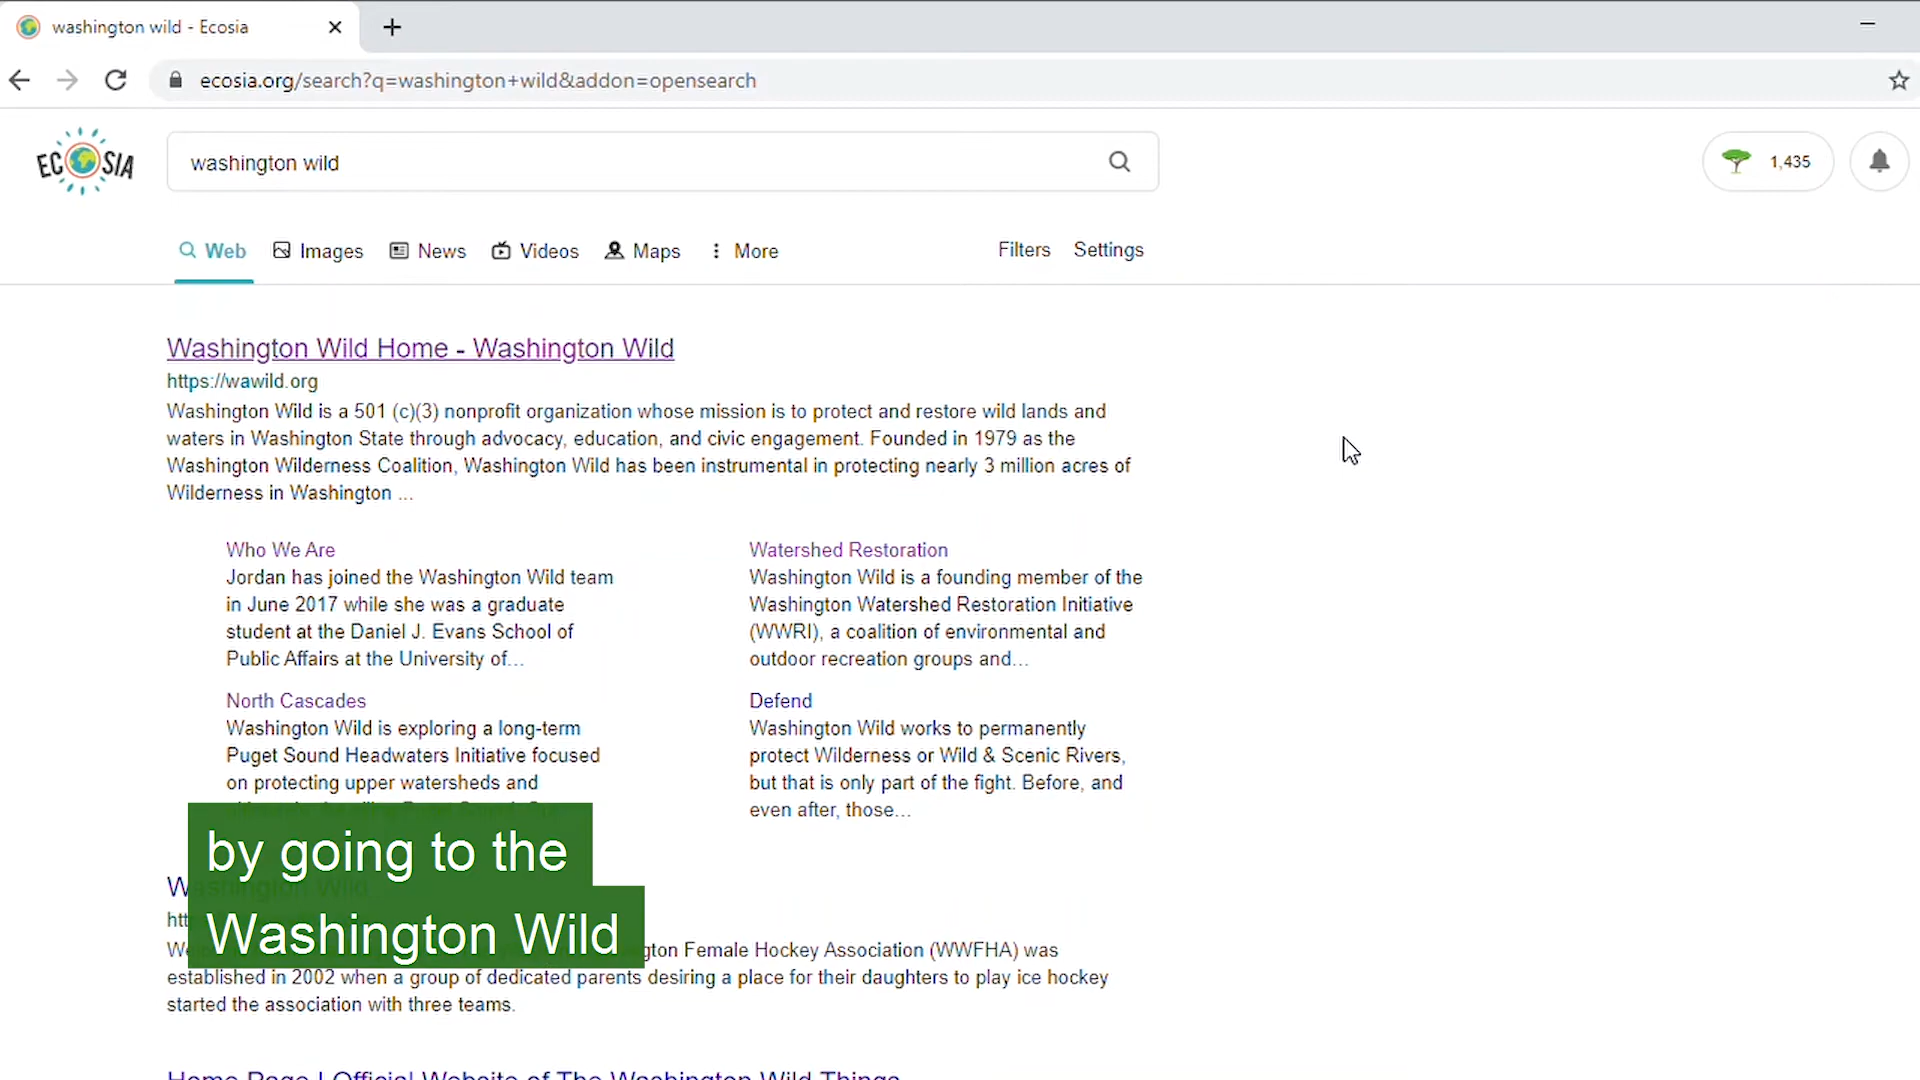 washington wild - Ecosia
ecosia.org/search?q=washington+wild&addon=opensearch
ECOSIA
washington wild
1,435
Web Images News Videos Maps More Filters Settings
Washington Wild Home - Washington Wild
https://wawild.org
Washington Wild is a 501 (c)(3) nonprofit organization whose mission is to protect and restore wild lands and
waters in Washington State through advocacy, education, and civic engagement. Founded in 1979 as the
Washington Wilderness Coalition, Washington Wild has been instrumental in protecting nearly 3 million acres of
Wilderness in Washington ...
Who We Are
Jordan has joined the Washington Wild team
in June 2017 while she was a graduate
student at the Daniel J. Evans School of
Public Affairs at the University of...
Watershed Restoration
Washington Wild is a founding member of the
Washington Watershed Restoration Initiative
(WWRI), a coalition of environmental and
outdoor recreation groups and...
North Cascades
Washington Wild is exploring a long-term
Puget Sound Headwaters Initiative focused
on protecting upper watersheds and
Defend
Washington Wild works to permanently
protect Wilderness or Wild & Scenic Rivers,
but that is only part of the fight. Before, and
even after, those...
by going to the
Washington Wild
Female Hockey Association (WWFHA) was
established in 2002 when a group of dedicated parents desiring a place for their daughters to play ice hockey
started the association with three teams.
Home Page | Official Website of The Washington Wild Things